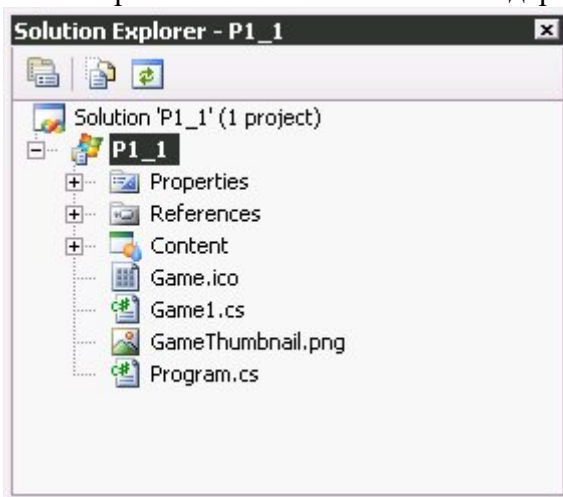 Solution Explorer - P1_1
Solution 'P1_1' (1 project)
P1_1
Properties
References
Content
Game.ico
Game1.cs
GameThumbnail.png
Program.cs